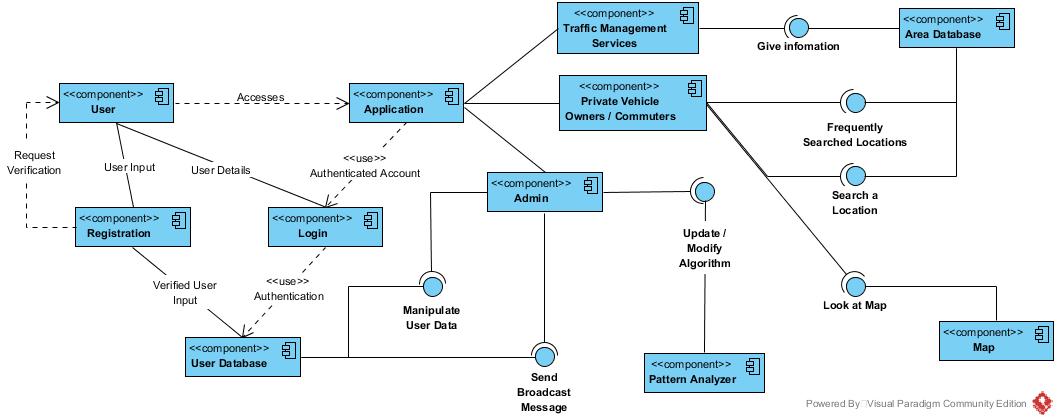 <<component>>
Traffic Management
Services
Give infomation
<<component>>
Area Database
<<component>>
User
Accesses
<<component>>
Application
<<component>>
Private Vehicle
Owners / Commuters
Frequently
Searched Locations
Request
Verification
User Input
User Details
<<use>>
Authenticated Account
<<component>>
Admin
Search a
Location
<<component>>
Registration
<<component>>
Login
Update /
Modify
Algorithm
Verified User
Input
<<use>>
Authentication
Manipulate
User Data
Look at Map
<<component>>
User Database
<<component>>
Map
Send
Broadcast
Message
<<component>>
Pattern Analyzer
Powered By Visual Paradigm Community Edition